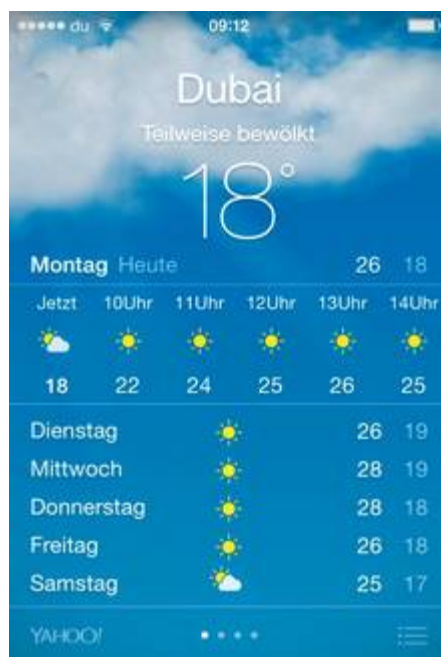 du 09:12
Dubai
Teilweise bewölkt
18°
Montag Heute 26 18
Jetzt 10Uhr 11Uhr 12Uhr 13Uhr 14Uhr
18 22 24 25 26 25
Dienstag 26 19
Mittwoch 28 19
Donnerstag 28 18
Freitag 26 18
Samstag 25 17
YAHOO!